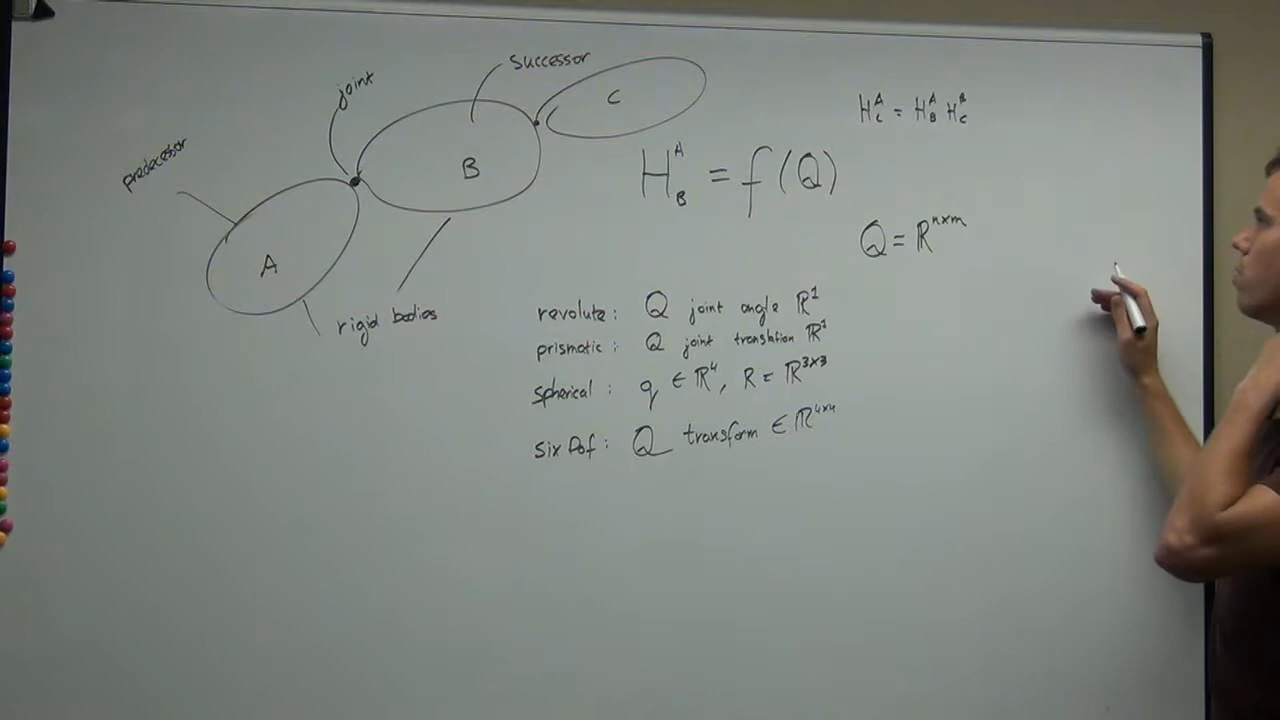 Successor
joint
C
H_C^A = H_B^A H_C^B
predecessor
B
H_B^A = f(Q)
A
Q = ℝ^{n×m}
rigid bodies
revolute: Q joint angle ℝ^1
prismatic: Q joint translation ℝ^1
spherical: q ∈ ℝ^4, R = ℝ^{3×3}
six Dof: Q transform ∈ ℝ^{4×4}